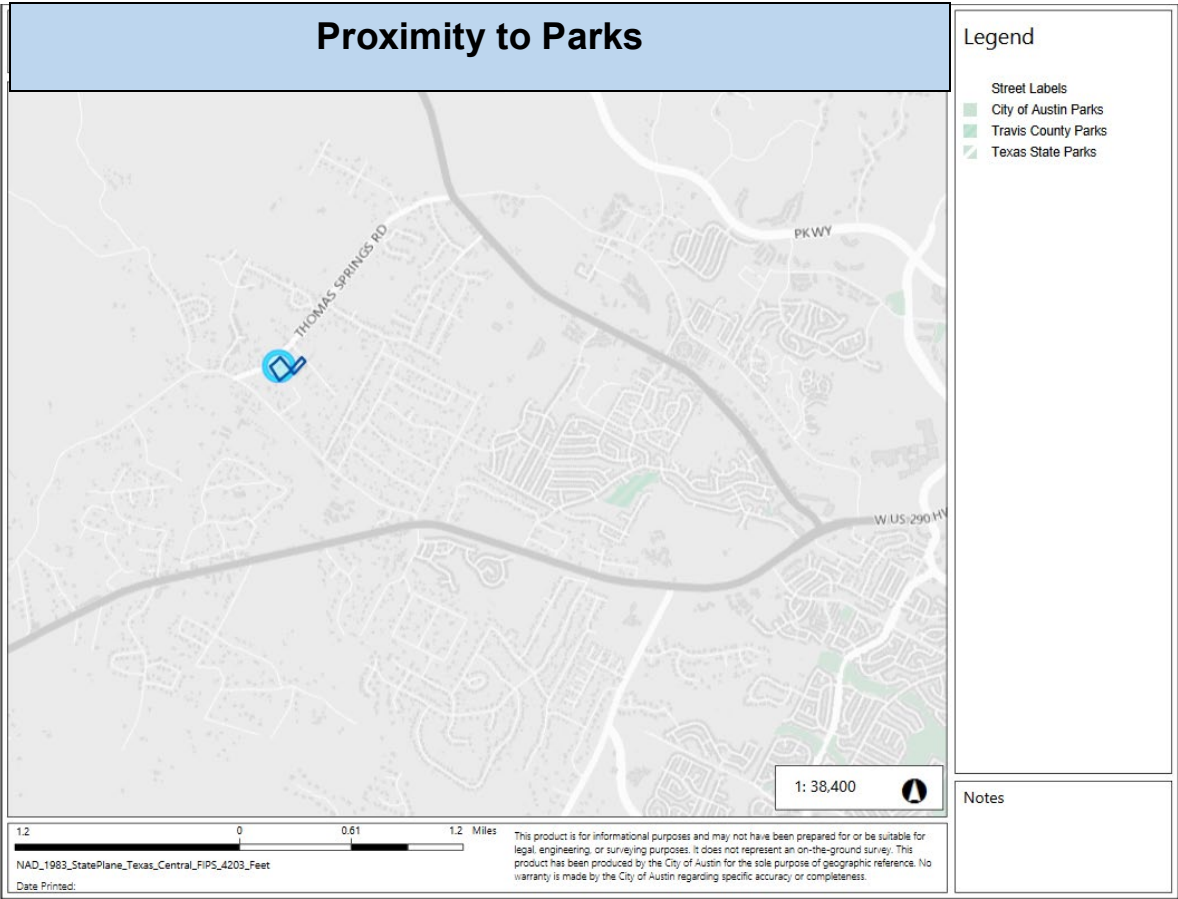 Proximity to Parks
Legend
Street Labels
City of Austin Parks
Travis County Parks
Texas State Parks
THOMAS SPRINGS RD
PKWY
W US 290 HW
1: 38,400
Notes
1.2 0 0.61 1.2 Miles
NAD_1983_StatePlane_Texas_Central_FIPS_4203_Feet
Date Printed:
This product is for informational purposes and may not have been prepared for or be suitable for
legal, engineering, or surveying purposes. It does not represent an on-the-ground survey. This
product has been produced by the City of Austin for the sole purpose of geographic reference. No
warranty is made by the City of Austin regarding specific accuracy or completeness.